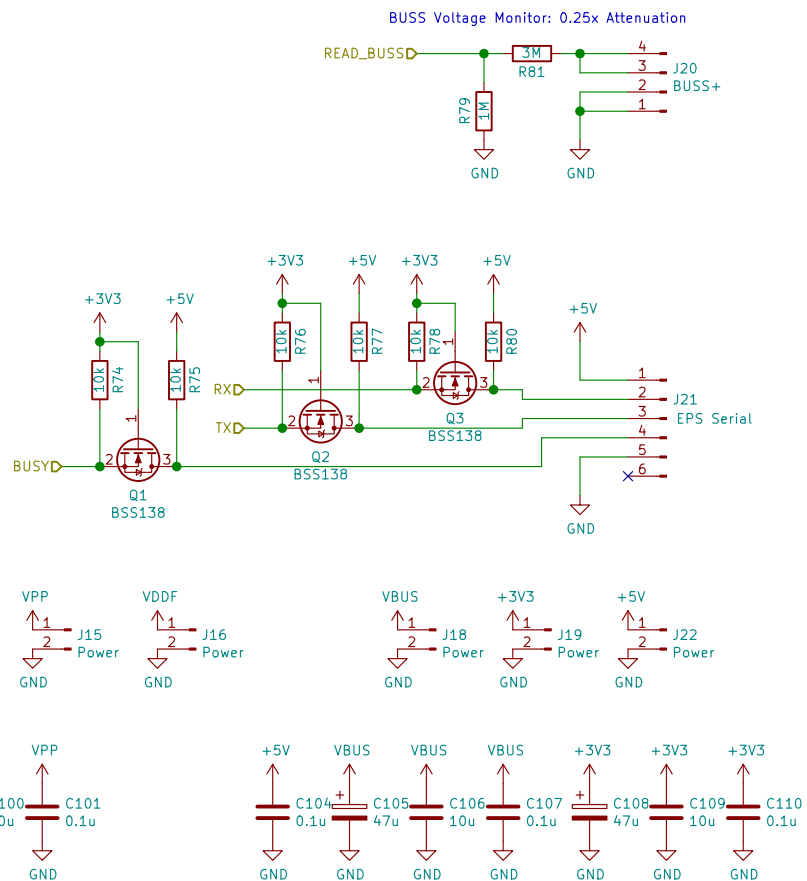 BUSS Voltage Monitor: 0.25x Attenuation
READ_BUSS
3M
R81
4
3
2
1
J20
BUSS+
R79
1M
GND
GND
+3V3
+5V
+3V3
+5V
+3V3
+5V
+5V
10k
R76
10k
R77
10k
R78
10k
R80
10k
R74
10k
R75
1
1
1
RX
2
3
Q3
BSS138
TX
2
3
Q2
BSS138
BUSY
2
3
Q1
BSS138
1
2
3
4
5
6
J21
EPS Serial
GND
VPP
1
2
J15
Power
GND
VDDF
1
2
J16
Power
GND
VBUS
1
2
J18
Power
GND
+3V3
1
2
J19
Power
GND
+5V
1
2
J22
Power
GND
VPP
+5V
VBUS
VBUS
VBUS
+3V3
+3V3
+3V3
100
0u
C101
0.1u
C104
0.1u
+
C105
47u
C106
10u
C107
0.1u
+
C108
47u
C109
10u
C110
0.1u
GND
GND
GND
GND
GND
GND
GND
GND